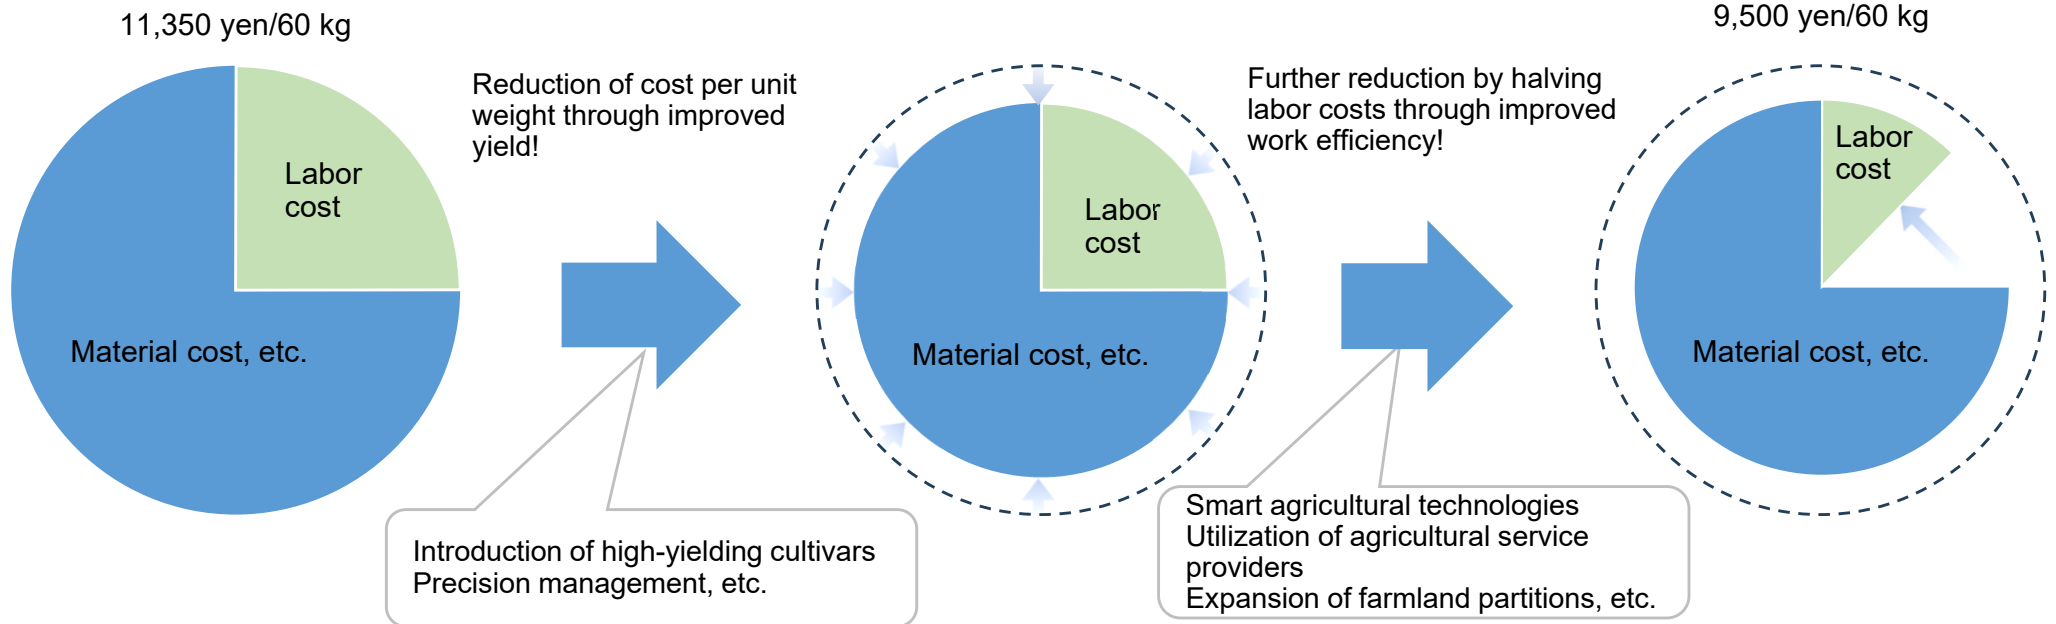 11,350 yen/60 kg
Labor
cost
Material cost, etc.
Reduction of cost per unit
weight through improved
yield!
Introduction of high-yielding cultivars
Precision management, etc.
Labor
cost
Material cost, etc.
Further reduction by halving
labor costs through improved
work efficiency!
Smart agricultural technologies
Utilization of agricultural service
providers
Expansion of farmland partitions, etc.
9,500 yen/60 kg
Labor
cost
Material cost, etc.